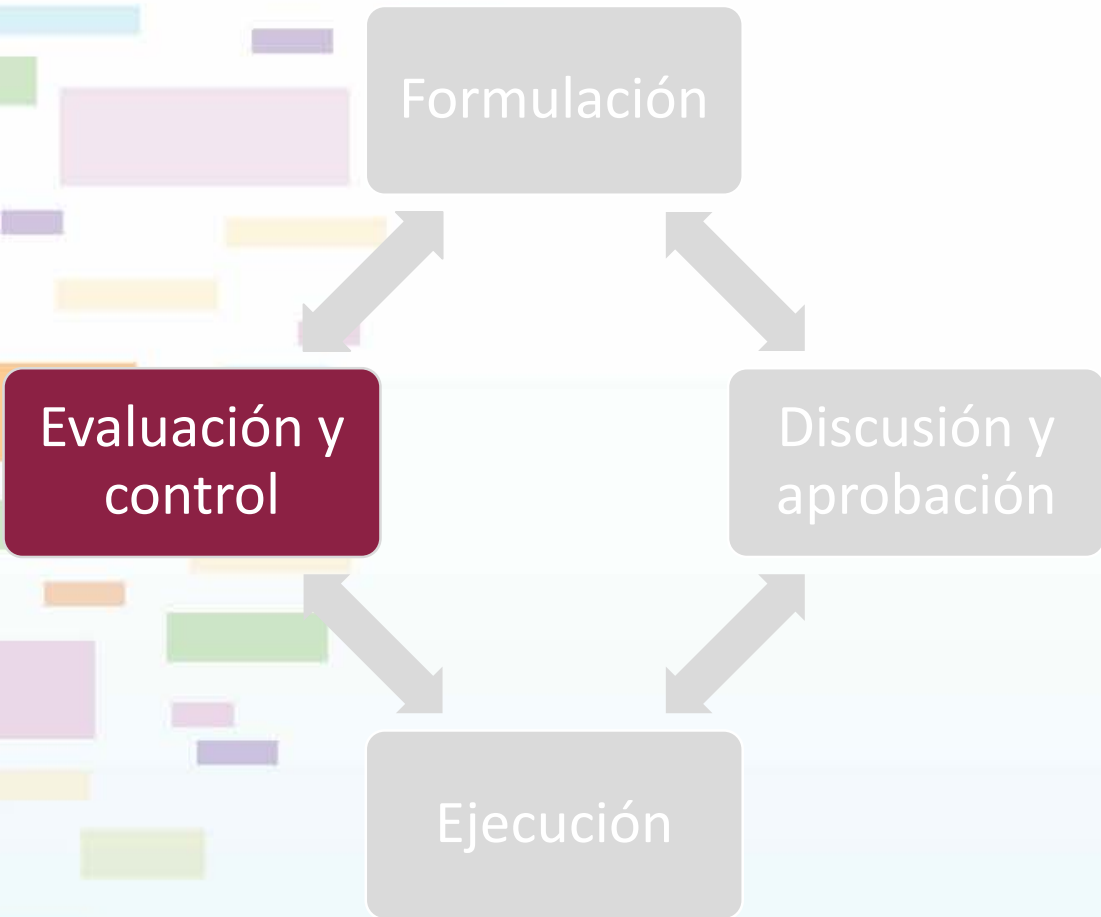 Formulación
Evaluación y
control
Discusión y
aprobación
Ejecución